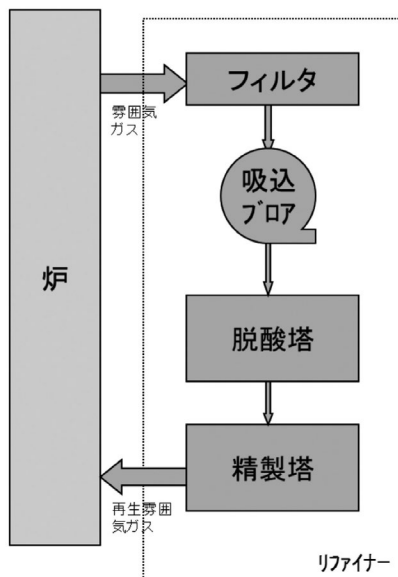 フィルタ
雰囲気
ガス
吸込
ブロア
炉
脱酸塔
精製塔
再生雰囲
気ガス
リファイナー